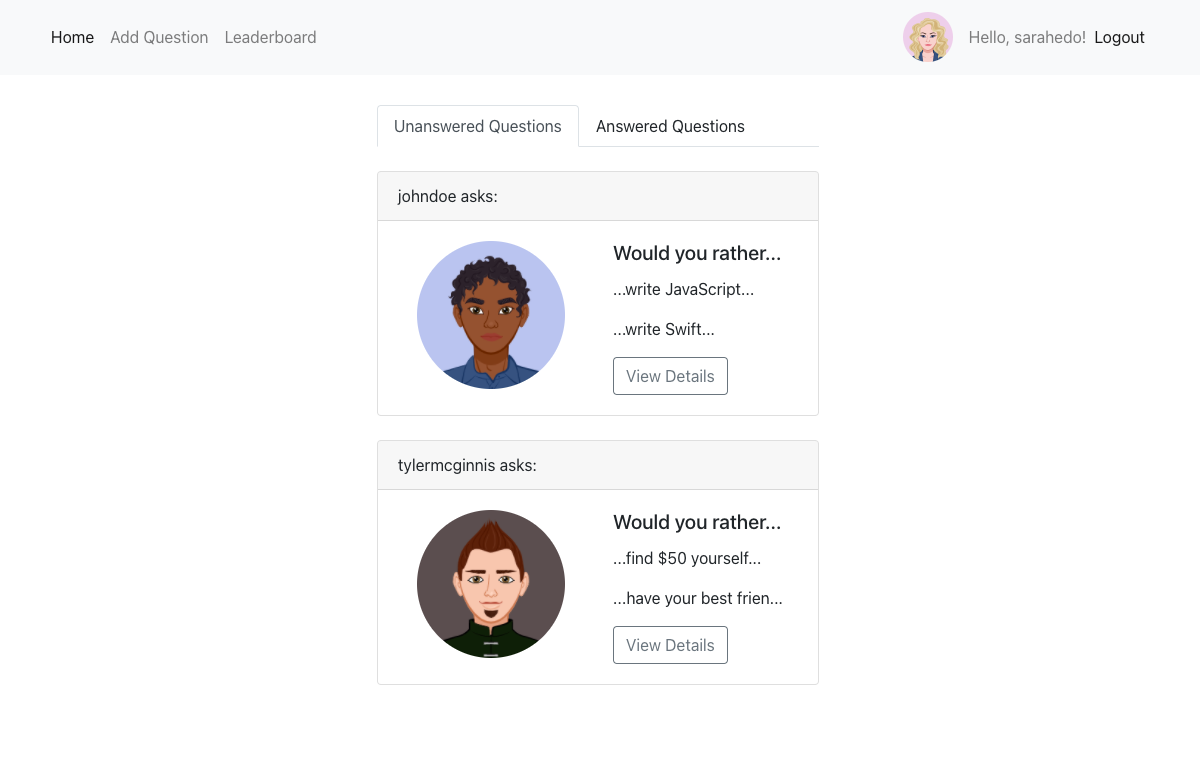 Home Add Question Leaderboard Hello, sarahedo! Logout
Unanswered Questions Answered Questions
johndoe asks:
Would you rather...
...write JavaScript...
...write Swift...
View Details
tylermcginnis asks:
Would you rather...
...find $50 yourself...
...have your best frien...
View Details